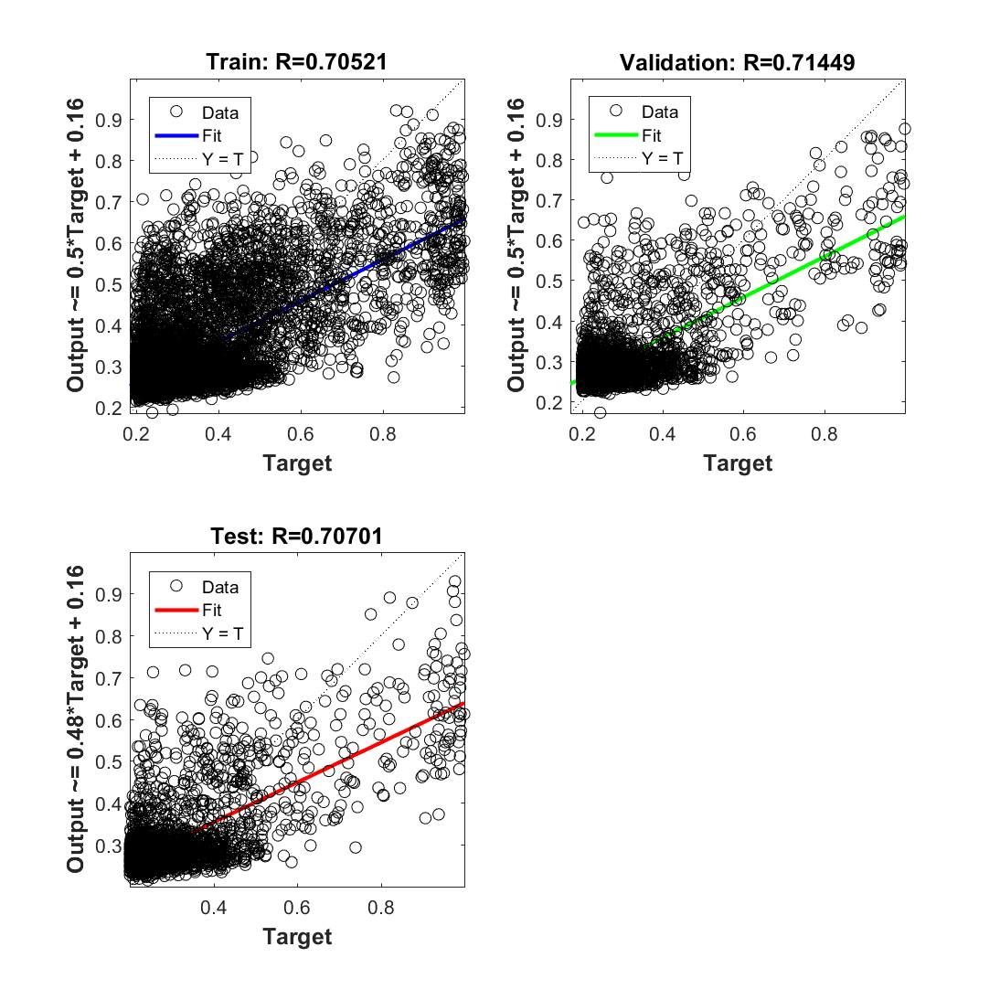 Train: R=0.70521
Output ~= 0.5*Target + 0.16
0.9
0.8
0.7
0.6
0.5
0.4
0.3
0.2
Data
Fit
Y = T
0.2 0.4 0.6 0.8
Target
Validation: R=0.71449
Output ~= 0.5*Target + 0.16
0.9
0.8
0.7
0.6
0.5
0.4
0.3
0.2
Data
Fit
Y = T
0.2 0.4 0.6 0.8
Target
Test: R=0.70701
Output ~= 0.48*Target + 0.16
0.9
0.8
0.7
0.6
0.5
0.4
0.3
Data
Fit
Y = T
0.4 0.6 0.8
Target